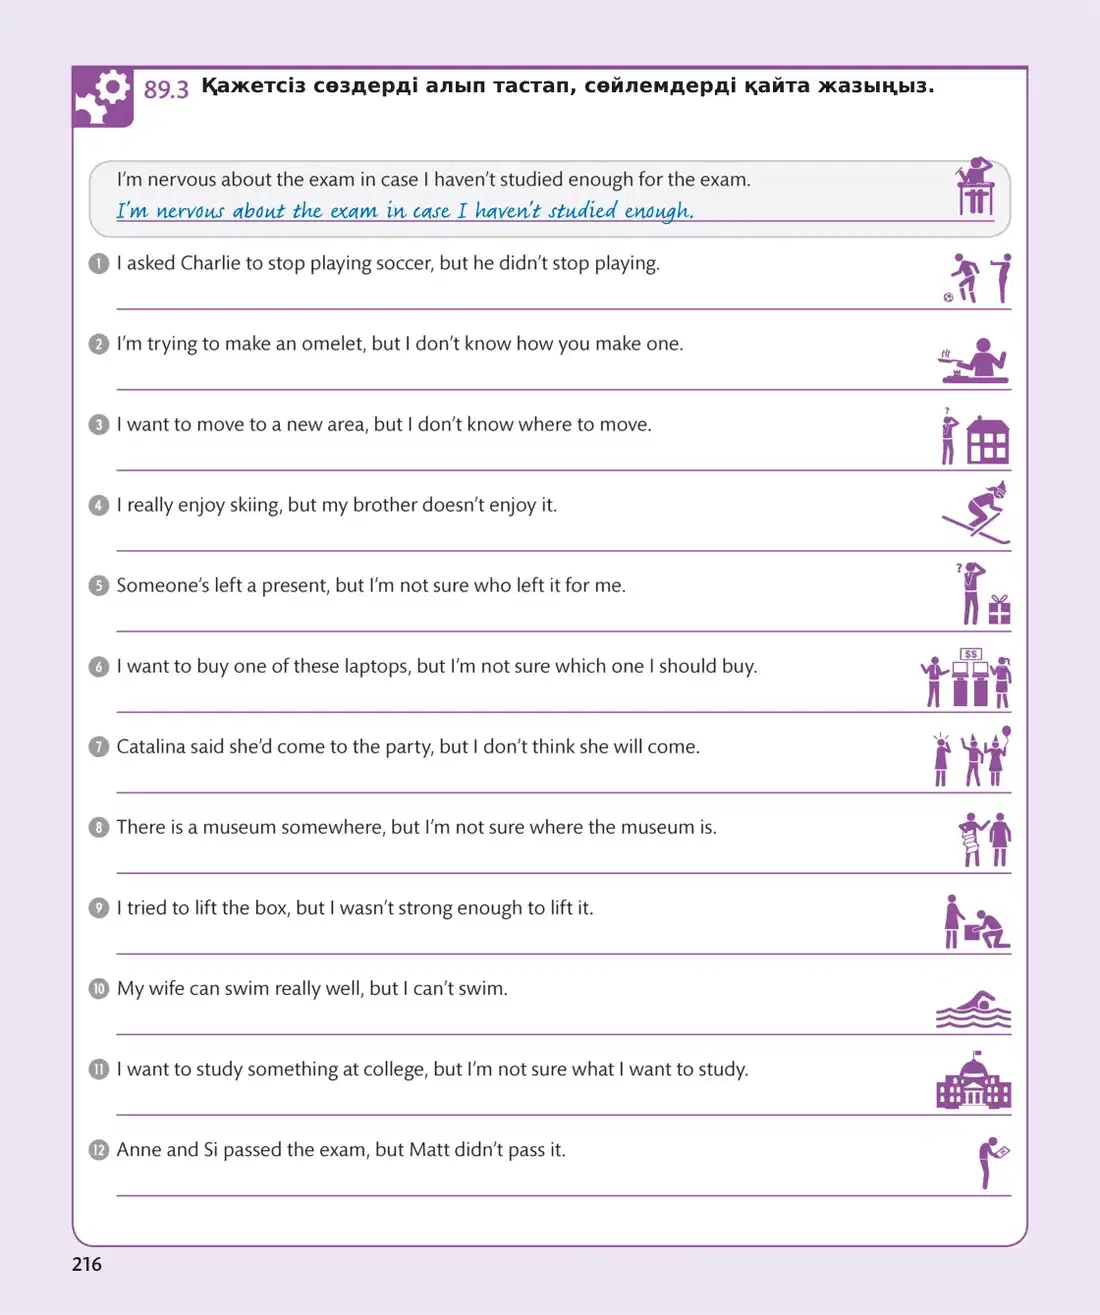 89.3 Қажетсіз сөздерді алып тастап, сөйлемдерді қайта жазыңыз.
I'm nervous about the exam in case I haven't studied enough for the exam.
I'm nervous about the exam in case I haven't studied enough.
1 I asked Charlie to stop playing soccer, but he didn't stop playing.
2 I'm trying to make an omelet, but I don't know how you make one.
3 I want to move to a new area, but I don't know where to move.
?
4 I really enjoy skiing, but my brother doesn't enjoy it.
5 Someone's left a present, but I'm not sure who left it for me.
?
6 I want to buy one of these laptops, but I'm not sure which one I should buy.
$$
7 Catalina said she'd come to the party, but I don't think she will come.
8 There is a museum somewhere, but I'm not sure where the museum is.
9 I tried to lift the box, but I wasn't strong enough to lift it.
10 My wife can swim really well, but I can't swim.
11 I want to study something at college, but I'm not sure what I want to study.
12 Anne and Si passed the exam, but Matt didn't pass it.
216